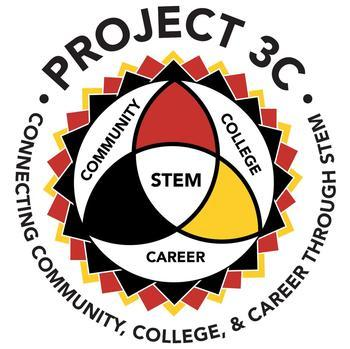 • PROJECT 3C •
CONNECTING COMMUNITY, COLLEGE, & CAREER THROUGH STEM
COMMUNITY
COLLEGE
STEM
CAREER